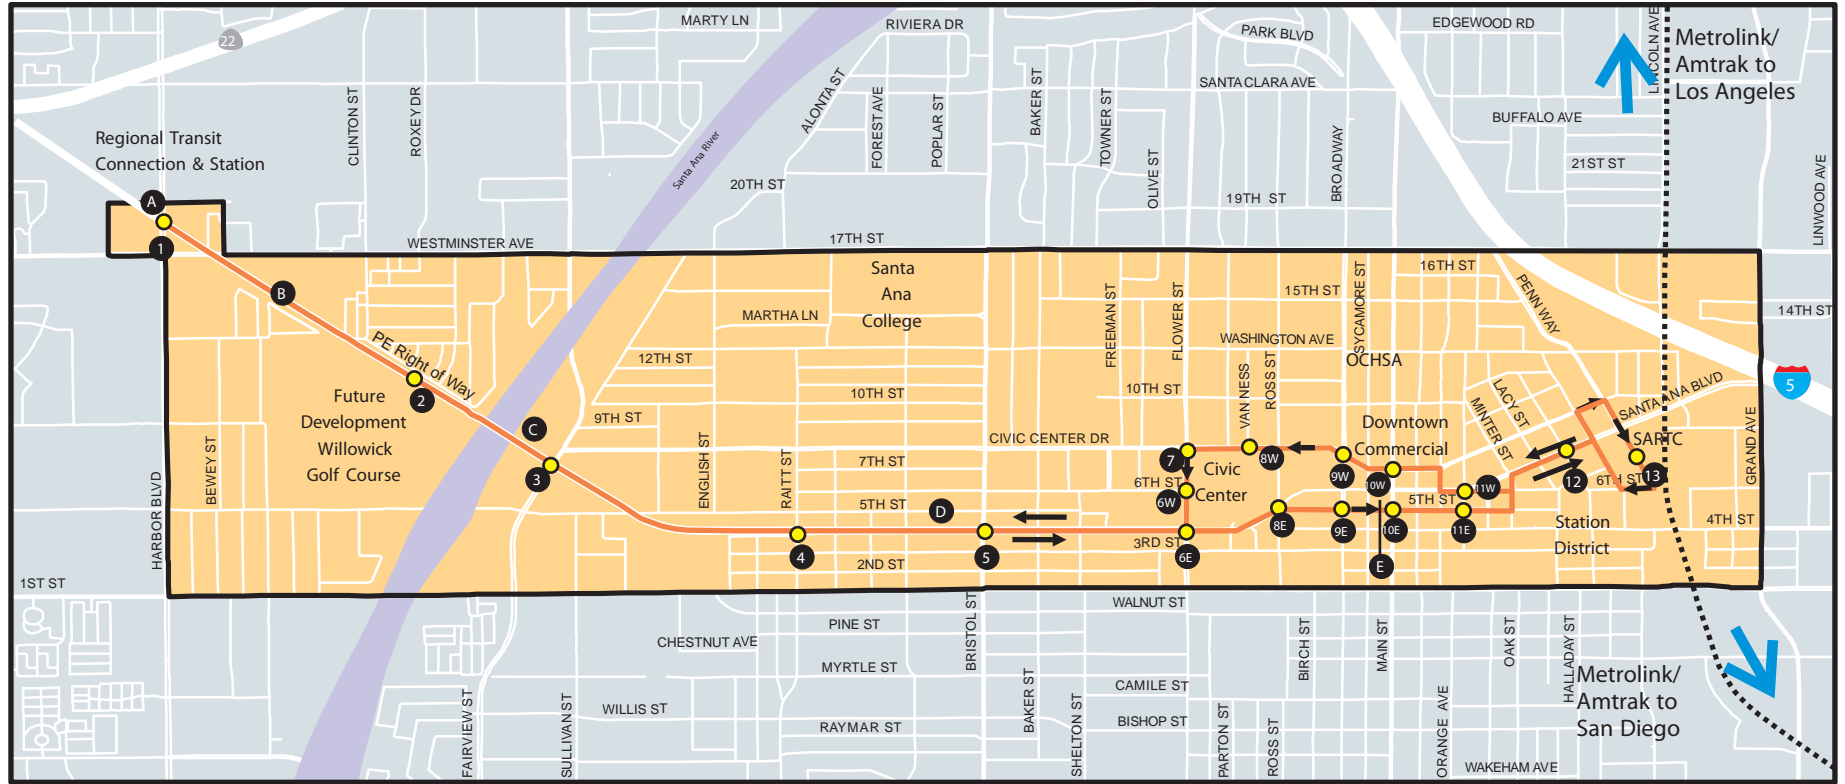 MARTY LN
RIVIERA DR
EDGEWOOD RD
22
PARK BLVD
LINCOLN AVE
Metrolink/
Amtrak to
Los Angeles
SANTA CLARA AVE
CLINTON ST
ROXEY DR
ALONTA ST
FOREST AVE
POPLAR ST
BAKER ST
TOWNER ST
OLIVE ST
BROADWAY
BUFFALO AVE
21ST ST
LINWOOD AVE
Regional Transit
Connection & Station
Santa Ana River
20TH ST
19TH ST
A
1
WESTMINSTER AVE
17TH ST
B
Santa
Ana
College
16TH ST
15TH ST
SYCAMORE ST
PENN WAY
FREEMAN ST
FLOWER ST
14TH ST
MARTHA LN
PE Right of Way
WASHINGTON AVE
OCHSA
12TH ST
2
10TH ST
10TH ST
VAN NESS
ROSS ST
LACY ST
MINTER ST
SANTA ANA BLVD
5
Future
Development
Willowick
Golf Course
9TH ST
C
3
CIVIC CENTER DR
Downtown
Commercial
SARTC
GRAND AVE
HARBOR BLVD
BEWEY ST
ENGLISH ST
RAITT ST
7TH ST
7
8W
9W
10W
11W
12
13
Civic
Center
6TH ST
6W
6TH ST
5TH ST
D
5TH ST
8E
9E
10E
11E
Station
District
4TH ST
4
5
3RD ST
6E
2ND ST
E
1ST ST
WALNUT ST
PINE ST
CHESTNUT AVE
BRISTOL ST
MYRTLE ST
BIRCH ST
MAIN ST
OAK ST
HALLADAY ST
Metrolink/
Amtrak to
San Diego
CAMILE ST
WILLIS ST
RAYMAR ST
BISHOP ST
FAIRVIEW ST
SULLIVAN ST
BAKER ST
SHELTON ST
PARTON ST
ROSS ST
ORANGE AVE
WAKEHAM AVE